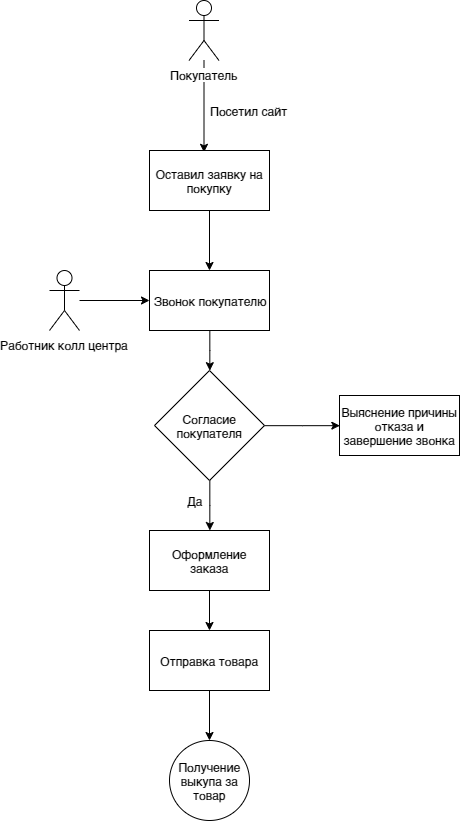 Покупатель
Посетил сайт
Оставил заявку на
покупку
Звонок покупателю
Работник колл центра
Согласие
покупателя
Выяснение причины
отказа и
завершение звонка
Да
Оформление
заказа
Отправка товара
Получение
выкупа за
товар